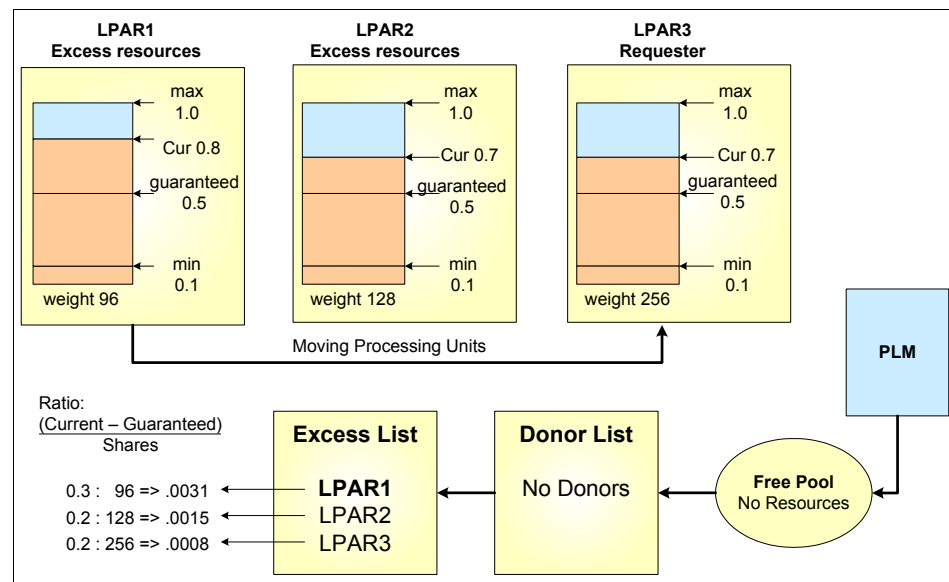 LPAR1
Excess resources
max
1.0
Cur 0.8
guaranteed
0.5
min
0.1
weight 96
LPAR2
Excess resources
max
1.0
Cur 0.7
guaranteed
0.5
min
0.1
weight 128
LPAR3
Requester
max
1.0
Cur 0.7
guaranteed
0.5
min
0.1
weight 256
Moving Processing Units
PLM
Ratio:
(Current – Guaranteed)
Shares
0.3 : 96 => .0031
0.2 : 128 => .0015
0.2 : 256 => .0008
Excess List
LPAR1
LPAR2
LPAR3
Donor List
No Donors
Free Pool
No Resources